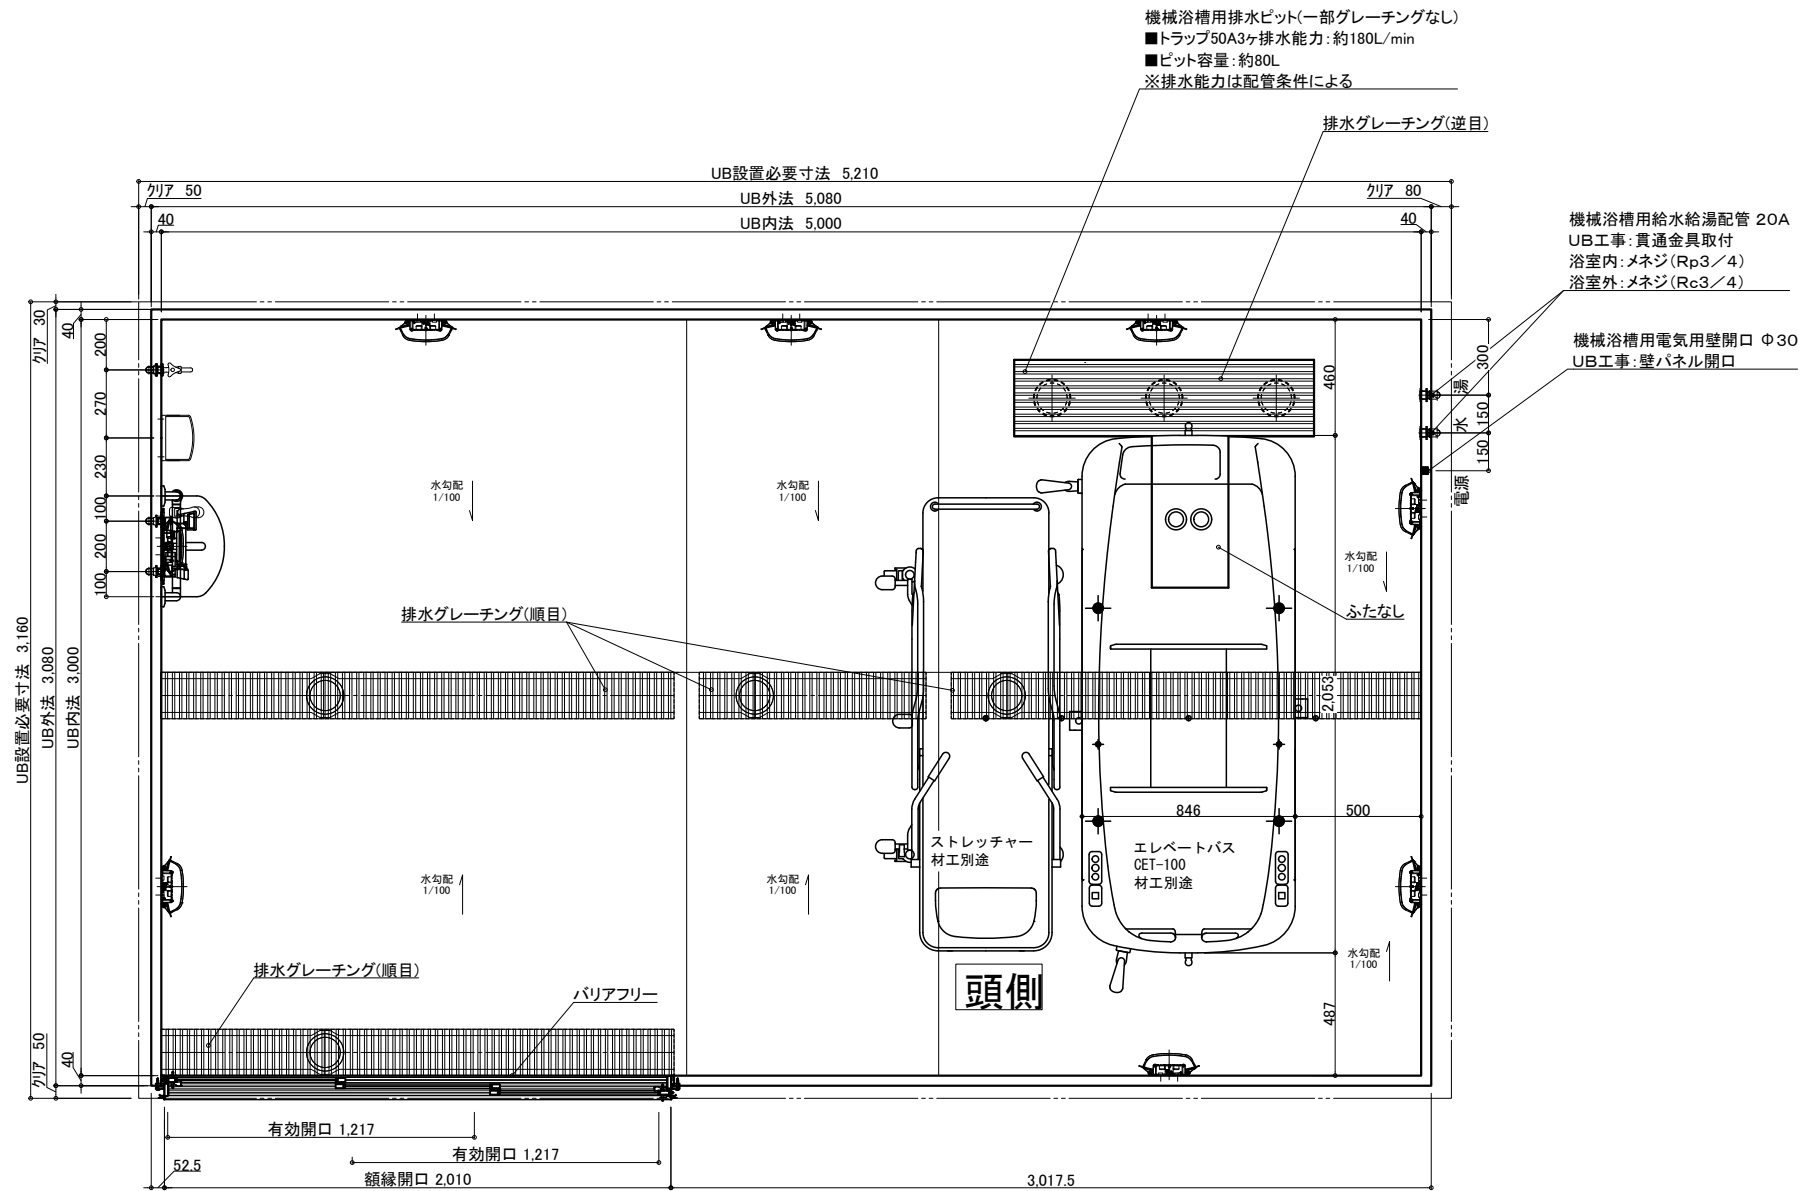 機械浴槽用排水ピット(一部グレーチングなし)
■トラップ50A3ヶ排水能力:約180L/min
■ピット容量:約80L
※排水能力は配管条件による
排水グレーチング(逆目)
UB設置必要寸法 5,210
クリア 50
UB外法 5,080
クリア 80
40
UB内法 5,000
40
機械浴槽用給水給湯配管 20A
UB工事:貫通金具取付
浴室内:メネジ(Rp3/4)
浴室外:メネジ(Rc3/4)
機械浴槽用電気用壁開口 Φ30
UB工事:壁パネル開口
クリア 30
40
200
270
230
100
200
100
UB設置必要寸法 3,160
UB外法 3,080
UB内法 3,000
クリア 50
40
460
300
湯
150
水
150
電源
水勾配
1/100
水勾配
1/100
水勾配
1/100
ふたなし
排水グレーチング(順目)
2,053
846
500
ストレッチャー
材工別途
エレベートバス
CET-100
材工別途
水勾配
1/100
水勾配
1/100
水勾配
1/100
頭側
487
排水グレーチング(順目)
バリアフリー
有効開口 1,217
有効開口 1,217
52.5
額縁開口 2,010
3,017.5